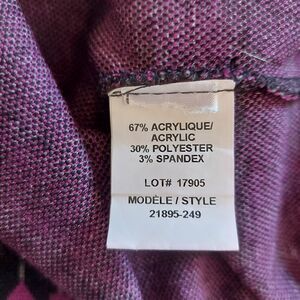 67% ACRYLIQUE/
ACRYLIC
30% POLYESTER
3% SPANDEX
LOT# 17905
MODÈLE / STYLE
21895-249